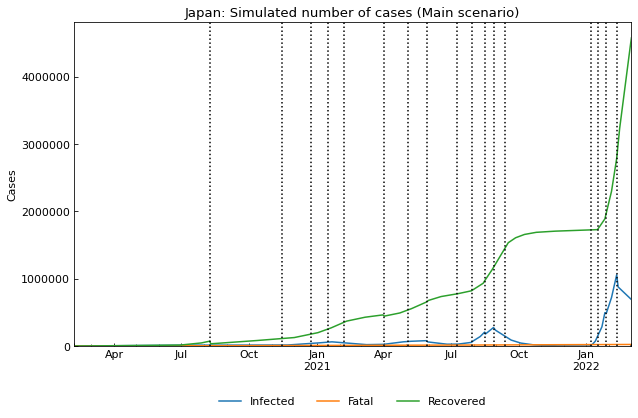 Japan: Simulated number of cases (Main scenario)
4000000
3000000
2000000
1000000
0
Cases
Apr Jul Oct Jan Apr Jul Oct Jan
2021 2022
Infected Fatal Recovered